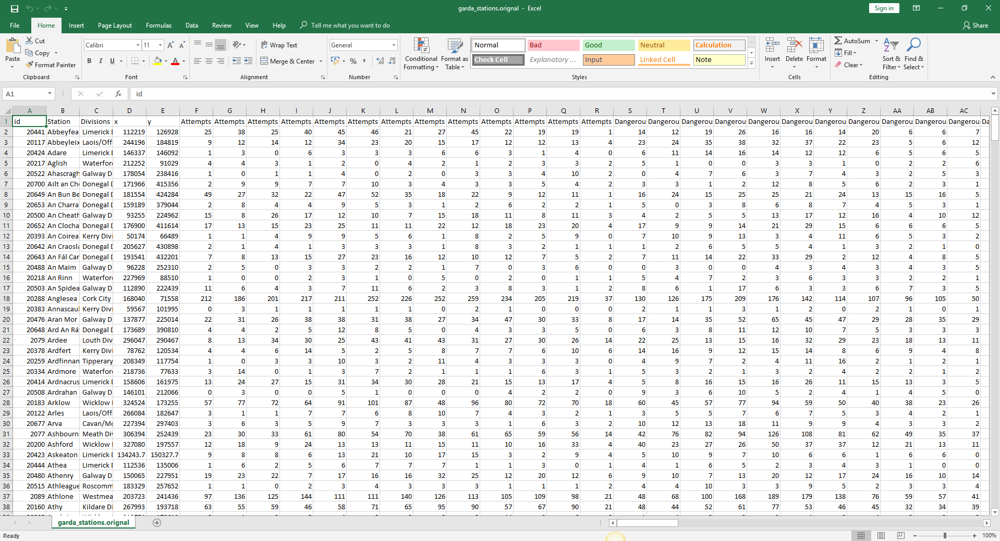 garda_stations.orignal - Excel
Sign in
File Home Insert Page Layout Formulas Data Review View Help Tell me what you want to do Share
Paste Cut Copy Format Painter Clipboard
Calibri 11 A A B I U A Font
Wrap Text Merge & Center Alignment
General % , Number
Conditional Formatting Format as Table
Normal Bad Good Neutral Calculation
Check Cell Explanatory ... Input Linked Cell Note
Styles
Insert Delete Format Cells
AutoSum Fill Clear Sort & Filter Find & Select Editing
A1 fx id
A B C D E F G H I J K L M N O P Q R S T U V W X Y Z AA AB AC
1 id Station Divisions x y Attempts Attempts Attempts Attempts Attempts Attempts Attempts Attempts Attempts Attempts Attempts Attempts Attempts Dangerou Dangerou Dangerou Dangerou Dangerou Dangerou Dangerou Dangerou Dangerou Dangerou Dangerou Da
2 20441 Abbeyfea Limerick D 112219 126928 25 38 25 40 45 46 21 27 45 22 19 19 1 14 12 19 26 16 16 14 20 6 6 7
3 20117 Abbeyleix Laois/Off 244196 184819 9 12 14 12 34 23 20 15 17 12 12 13 4 23 24 35 38 32 37 22 23 5 6 12
4 20424 Adare Limerick D 146337 146092 1 3 0 6 3 3 3 6 6 3 1 4 0 6 11 14 16 14 12 12 6 5 6 5
5 20217 Aglish Waterfor 212252 91029 4 4 3 1 2 0 4 2 1 2 3 3 2 5 1 0 0 3 3 1 0 2 2 6
6 20522 Ahascragh Galway D 178054 238416 1 0 1 1 4 0 2 0 3 3 4 10 2 0 4 7 6 3 7 4 3 2 5 3
7 20700 Ailt an Ch Donegal D 171966 415356 2 9 9 7 7 10 3 4 3 3 5 4 2 3 3 1 2 12 8 5 6 2 3 1
8 20649 An Bun Be Donegal D 181554 424284 49 27 32 22 47 52 35 18 22 9 12 11 1 16 24 15 25 25 21 24 13 15 16 5
9 20653 An Charra Donegal D 159189 379044 2 8 4 4 9 5 3 1 2 6 2 2 1 5 0 3 8 6 8 7 4 5 3 1
10 20500 An Cheath Galway D 93255 224962 15 8 26 17 12 10 7 15 18 11 8 11 3 4 2 5 5 13 17 12 16 4 10 12
11 20652 An Clocha Donegal D 176900 411614 17 13 15 23 25 11 11 22 12 18 23 20 4 17 9 9 14 21 29 15 6 6 6 5
12 20393 An Coirea Kerry Divi 50174 66489 1 1 4 9 9 5 6 1 8 2 5 9 0 7 10 9 13 3 4 11 6 5 3 2
13 20642 An Craosla Donegal D 205627 430898 2 1 4 1 3 3 3 1 8 3 2 1 1 1 2 6 5 5 4 1 3 2 1 0
14 20643 An Fál Car Donegal D 193541 432201 7 8 13 15 27 23 16 12 10 12 7 5 2 7 11 14 22 33 29 2 12 4 8 5
15 20488 An Maim Galway D 96228 252310 2 5 0 3 3 2 2 1 7 0 3 6 0 0 3 0 0 4 3 4 3 4 3 5
16 20218 An Rinn Waterfor 227969 88510 1 0 0 2 3 1 0 5 0 2 0 1 1 5 4 7 2 3 6 3 3 2 2 1
17 20503 An Spidea Galway D 112890 222439 11 6 4 3 7 11 6 2 3 8 3 1 2 8 6 1 17 6 3 3 6 7 3 5
18 20288 Anglesea Cork City 168040 71558 212 186 201 217 211 252 226 252 259 234 205 219 37 130 126 175 209 176 142 114 107 96 105 50
19 20383 Annascaul Kerry Divi 59567 101995 0 3 1 1 1 1 1 0 2 1 0 0 0 2 1 1 3 1 2 0 2 1 0 1
20 20476 Aran Mor Galway D 137877 225014 22 31 26 38 38 31 38 27 34 47 30 33 8 17 14 35 52 65 45 47 29 28 35 29
21 20648 Ard An Rá Donegal D 173689 390810 4 4 2 5 12 8 5 0 4 3 3 5 0 6 3 8 11 12 10 7 5 3 3 3
22 2079 Ardee Louth Div 296047 290467 8 13 34 30 25 43 41 43 31 27 30 26 14 22 25 13 15 16 32 29 23 18 13 11
23 20378 Ardfert Kerry Divi 78762 120534 4 4 6 14 5 2 5 8 7 7 6 10 6 14 16 9 12 15 14 8 6 9 4 8
24 20259 Ardfinnan Tipperary 208349 117754 1 0 3 3 10 3 2 11 4 3 3 3 0 4 9 7 2 4 11 16 2 1 2 1
25 20334 Ardmore Waterfor 218736 77633 3 14 0 1 3 7 2 1 1 1 6 3 1 5 3 2 1 3 2 4 2 2 1 2
26 20414 Ardnacrus Limerick D 158606 161975 13 24 27 15 31 34 30 28 21 15 13 17 4 5 8 16 15 16 26 11 15 13 3 5
27 20508 Ardrahan Galway D 146101 212066 0 3 0 0 5 1 0 0 0 4 2 2 0 9 3 6 10 5 2 4 1 4 5 0
28 20183 Arklow Wicklow 324524 173255 57 77 72 64 91 101 87 48 96 80 72 70 18 60 45 57 77 94 59 50 40 38 23 26
29 20122 Arles Laois/Off 266084 182647 3 1 1 7 7 6 8 10 7 4 3 2 1 3 5 5 7 6 7 5 3 4 2 1
30 20677 Arva Cavan/Mo 227394 297403 3 6 3 5 9 7 3 3 3 1 6 3 2 10 12 13 18 11 9 9 4 3 3 2
31 2077 Ashbourn Meath Div 306394 252439 23 30 33 61 80 54 70 38 61 65 59 56 14 42 76 82 94 126 108 81 62 49 35 37
32 20200 Ashford Wicklow 327080 197557 12 18 9 24 13 13 11 15 11 10 16 33 4 40 23 27 26 50 37 37 12 21 13 11
33 20423 Askeaton Limerick D 134243.7 150327.7 9 8 8 6 13 21 10 17 15 3 2 9 4 5 10 9 7 10 6 6 1 6 6 0
34 20444 Athea Limerick D 112536 135006 1 6 2 5 6 7 7 7 1 1 3 0 1 4 1 6 5 2 3 4 3 1 0 0
35 20480 Athenry Galway D 150065 227951 19 23 22 7 17 16 16 32 25 12 20 12 6 9 10 7 13 20 12 17 24 16 10 14
36 20515 Athleague Roscomm 183329 257652 1 1 0 2 3 4 3 3 3 1 1 1 2 4 4 10 3 3 9 5 2 3 3 4
37 2089 Athlone Westmea 203723 241436 97 136 125 144 111 111 140 126 113 105 109 98 21 48 68 100 168 189 179 138 76 59 57 41
38 20160 Athy Kildare Di 267993 193718 63 55 59 46 58 71 65 95 90 57 67 90 21 48 44 52 61 77 53 46 45 32 34 39
garda_stations.orignal
Ready 100%